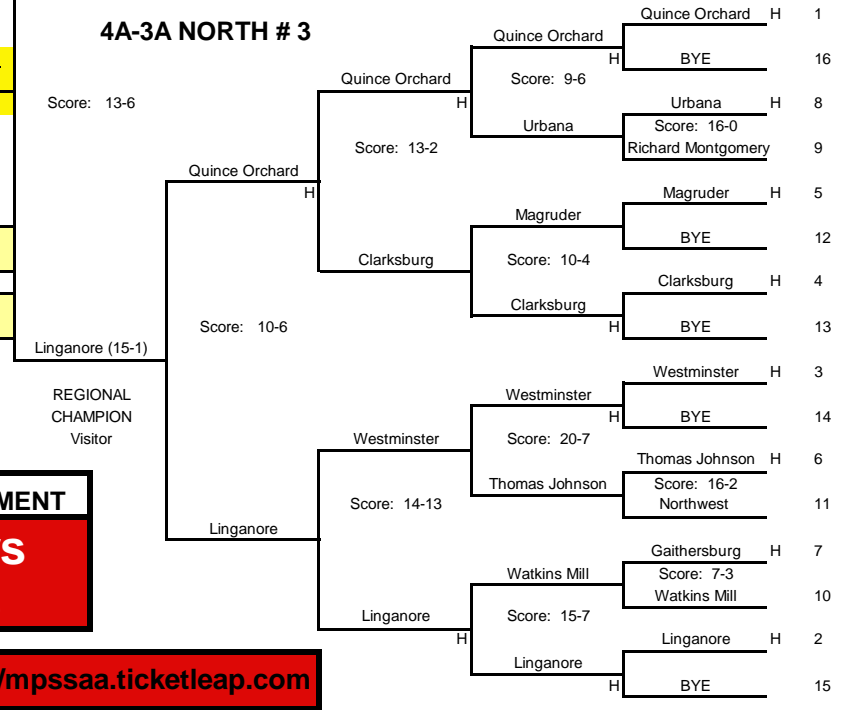 4A-3A NORTH # 3
Quince Orchard H 1
Quince Orchard
H BYE 16
Quince Orchard
Score: 9-6
Score: 13-6
H
Urbana H 8
Urbana
Score: 16-0
Score: 13-2
Richard Montgomery 9
Quince Orchard
H
Magruder H 5
Magruder
BYE 12
Clarksburg
Score: 10-4
Clarksburg H 4
Clarksburg
Score: 10-6
H BYE 13
Linganore (15-1)
Westminster H 3
REGIONAL
CHAMPION
Visitor
Westminster
H BYE 14
Westminster
Score: 20-7
Thomas Johnson H 6
Thomas Johnson
Score: 16-2
Score: 14-13
Northwest 11
MENT
Linganore
Gaithersburg H 7
Watkins Mill
Score: 7-3
Watkins Mill 10
Linganore
Score: 15-7
H
Linganore H 2
Linganore
H BYE 15
/mpssaa.ticketleap.com